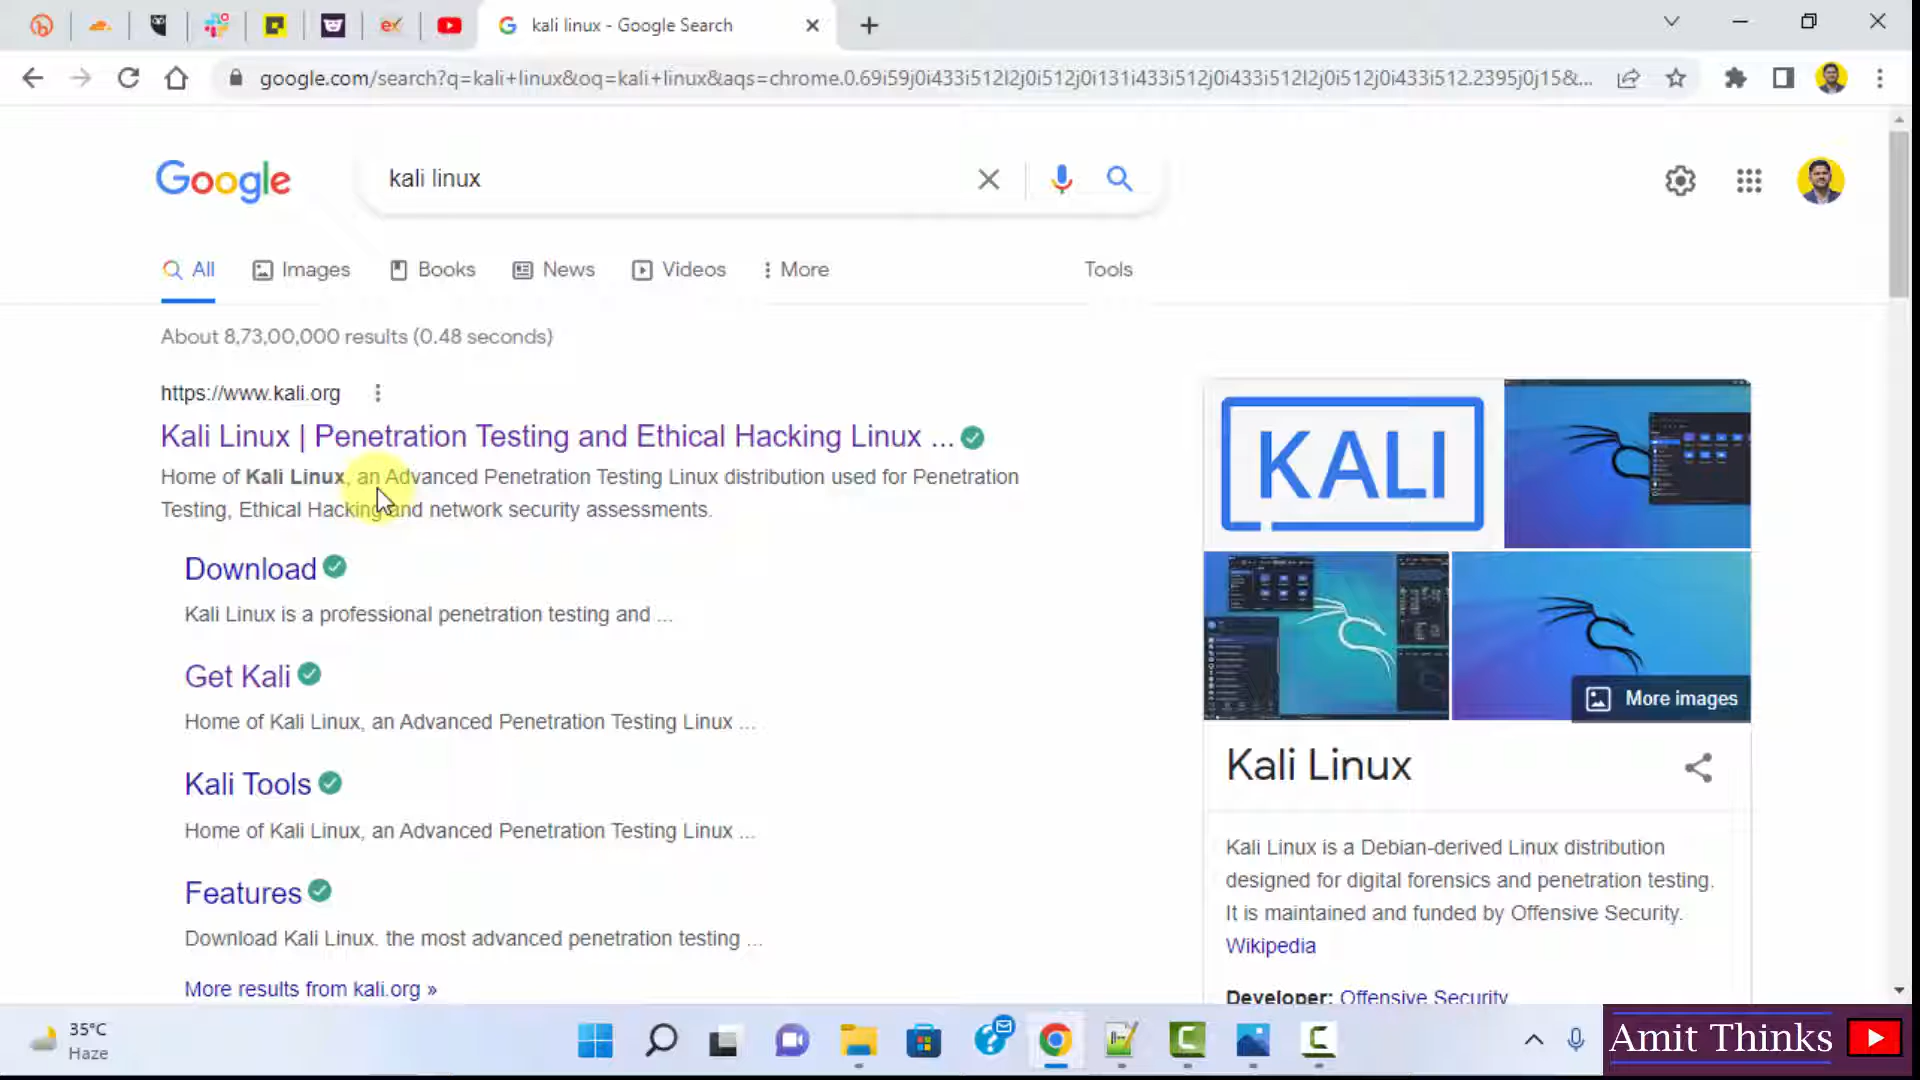 kali linux - Google Search
google.com/search?q=kali+linux&oq=kali+linux&aqs=chrome.0.69i59j0i433i512l2j0i512j0i131i433i512j0i433i512l2j0i512j0i433i512.2395j0j15&...
Google
kali linux
All
Images
Books
News
Videos
More
Tools
About 8,73,00,000 results (0.48 seconds)
https://www.kali.org
Kali Linux | Penetration Testing and Ethical Hacking Linux ...
Home of Kali Linux, an Advanced Penetration Testing Linux distribution used for Penetration
Testing, Ethical Hacking and network security assessments.
Download
Kali Linux is a professional penetration testing and ...
Get Kali
Home of Kali Linux, an Advanced Penetration Testing Linux ...
Kali Tools
Home of Kali Linux, an Advanced Penetration Testing Linux ...
Features
Download Kali Linux. the most advanced penetration testing ...
More results from kali.org »
KALI
More images
Kali Linux
Kali Linux is a Debian-derived Linux distribution
designed for digital forensics and penetration testing.
It is maintained and funded by Offensive Security.
Wikipedia
Developer: Offensive Security
35°C
Haze
Amit Thinks